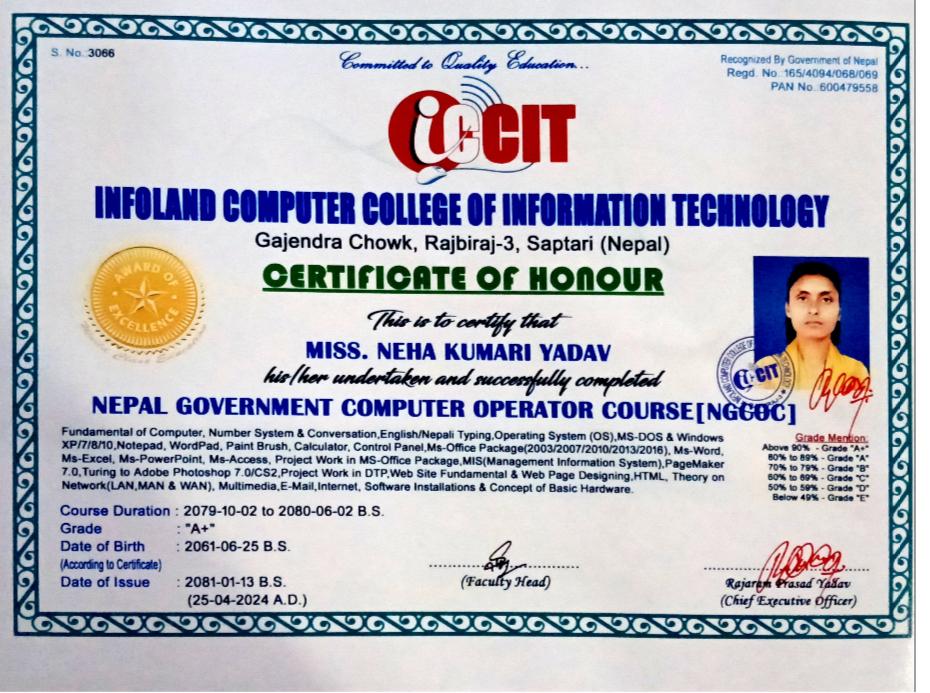 S. No.:3066
Committed to Quality Education...
Recognized By Government of Nepal
Regd. No.:165/4094/068/069
PAN No.:600479558
iCCIT
INFOLAND COMPUTER COLLEGE OF INFORMATION TECHNOLOGY
Gajendra Chowk, Rajbiraj-3, Saptari (Nepal)
AWARD OF EXCELLENCE
CERTIFICATE OF HONOUR
This is to certify that
MISS. NEHA KUMARI YADAV
his/her undertaken and successfully completed
NEPAL GOVERNMENT COMPUTER OPERATOR COURSE[NGCOC]
Fundamental of Computer, Number System & Conversation,English/Nepali Typing,Operating System (OS),MS-DOS & Windows
XP/7/8/10,Notepad, WordPad, Paint Brush, Calculator, Control Panel,Ms-Office Package(2003/2007/2010/2013/2016), Ms-Word,
Ms-Excel, Ms-PowerPoint, Ms-Access, Project Work in MS-Office Package,MIS(Management Information System),PageMaker
7.0,Turing to Adobe Photoshop 7.0/CS2,Project Work in DTP,Web Site Fundamental & Web Page Designing,HTML, Theory on
Network(LAN,MAN & WAN), Multimedia,E-Mail,Internet, Software Installations & Concept of Basic Hardware.
Grade Mention:
Above 90% - Grade "A+"
80% to 89% - Grade "A"
70% to 79% - Grade "B"
60% to 69% - Grade "C"
50% to 59% - Grade "D"
Below 49% - Grade "E"
Course Duration : 2079-10-02 to 2080-06-02 B.S.
Grade : "A+"
Date of Birth : 2061-06-25 B.S.
(According to Certificate)
Date of Issue : 2081-01-13 B.S.
(25-04-2024 A.D.)
(Faculty Head)
Rajaram Prasad Yadav
(Chief Executive Officer)